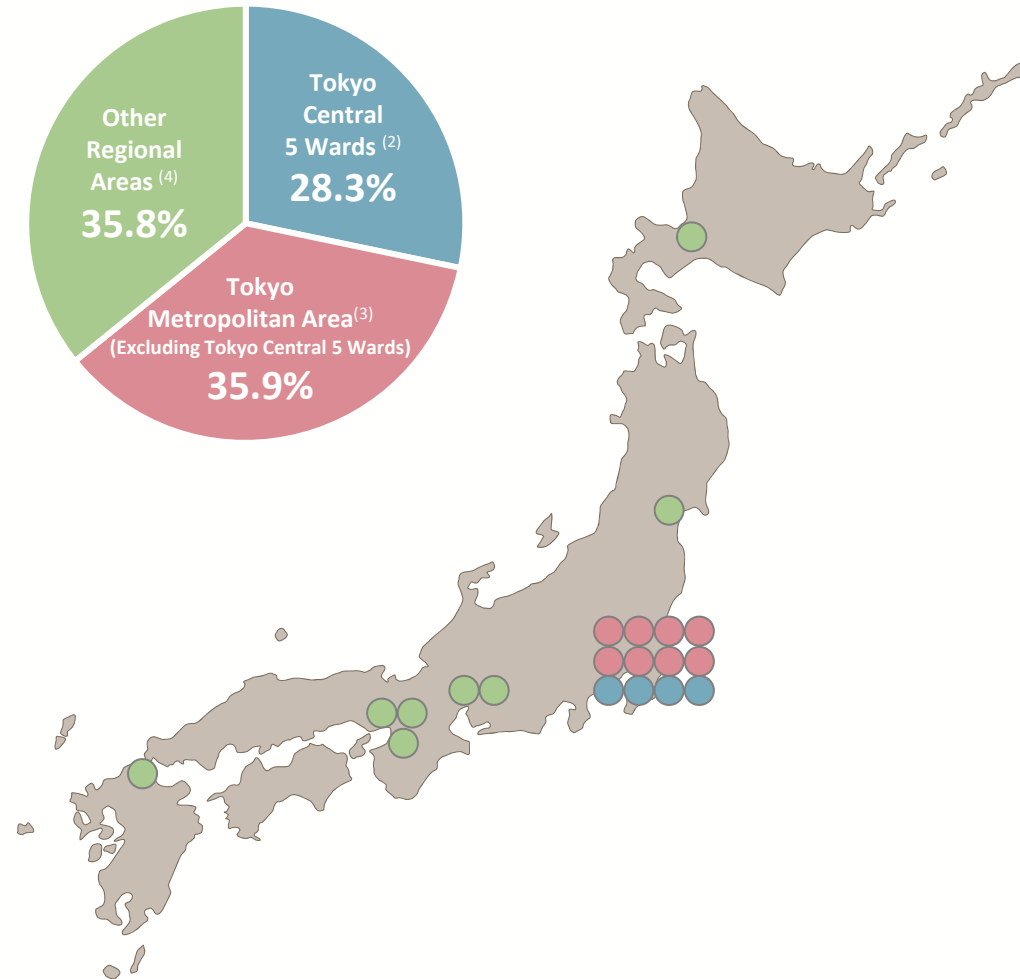 Other
Regional
Areas (4)
35.8%
Tokyo
Central
5 Wards (2)
28.3%
Tokyo
Metropolitan Area(3)
(Excluding Tokyo Central 5 Wards)
35.9%